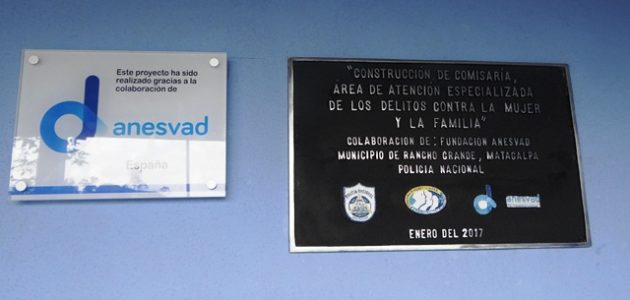 Este proyecto ha sido
realizado gracias a la
colaboración de
anesvad
España
"CONSTRUCCION DE COMISARÍA,
ÁREA DE ATENCIÓN ESPECIALIZADA
DE LOS DELITOS CONTRA LA MUJER
Y LA FAMILIA"
COLABORACION DE: FUNDACION ANESVAD
MUNICIPIO DE RANCHO GRANDE, MATAGALPA
POLICIA NACIONAL
anesvad
ENERO DEL 2017